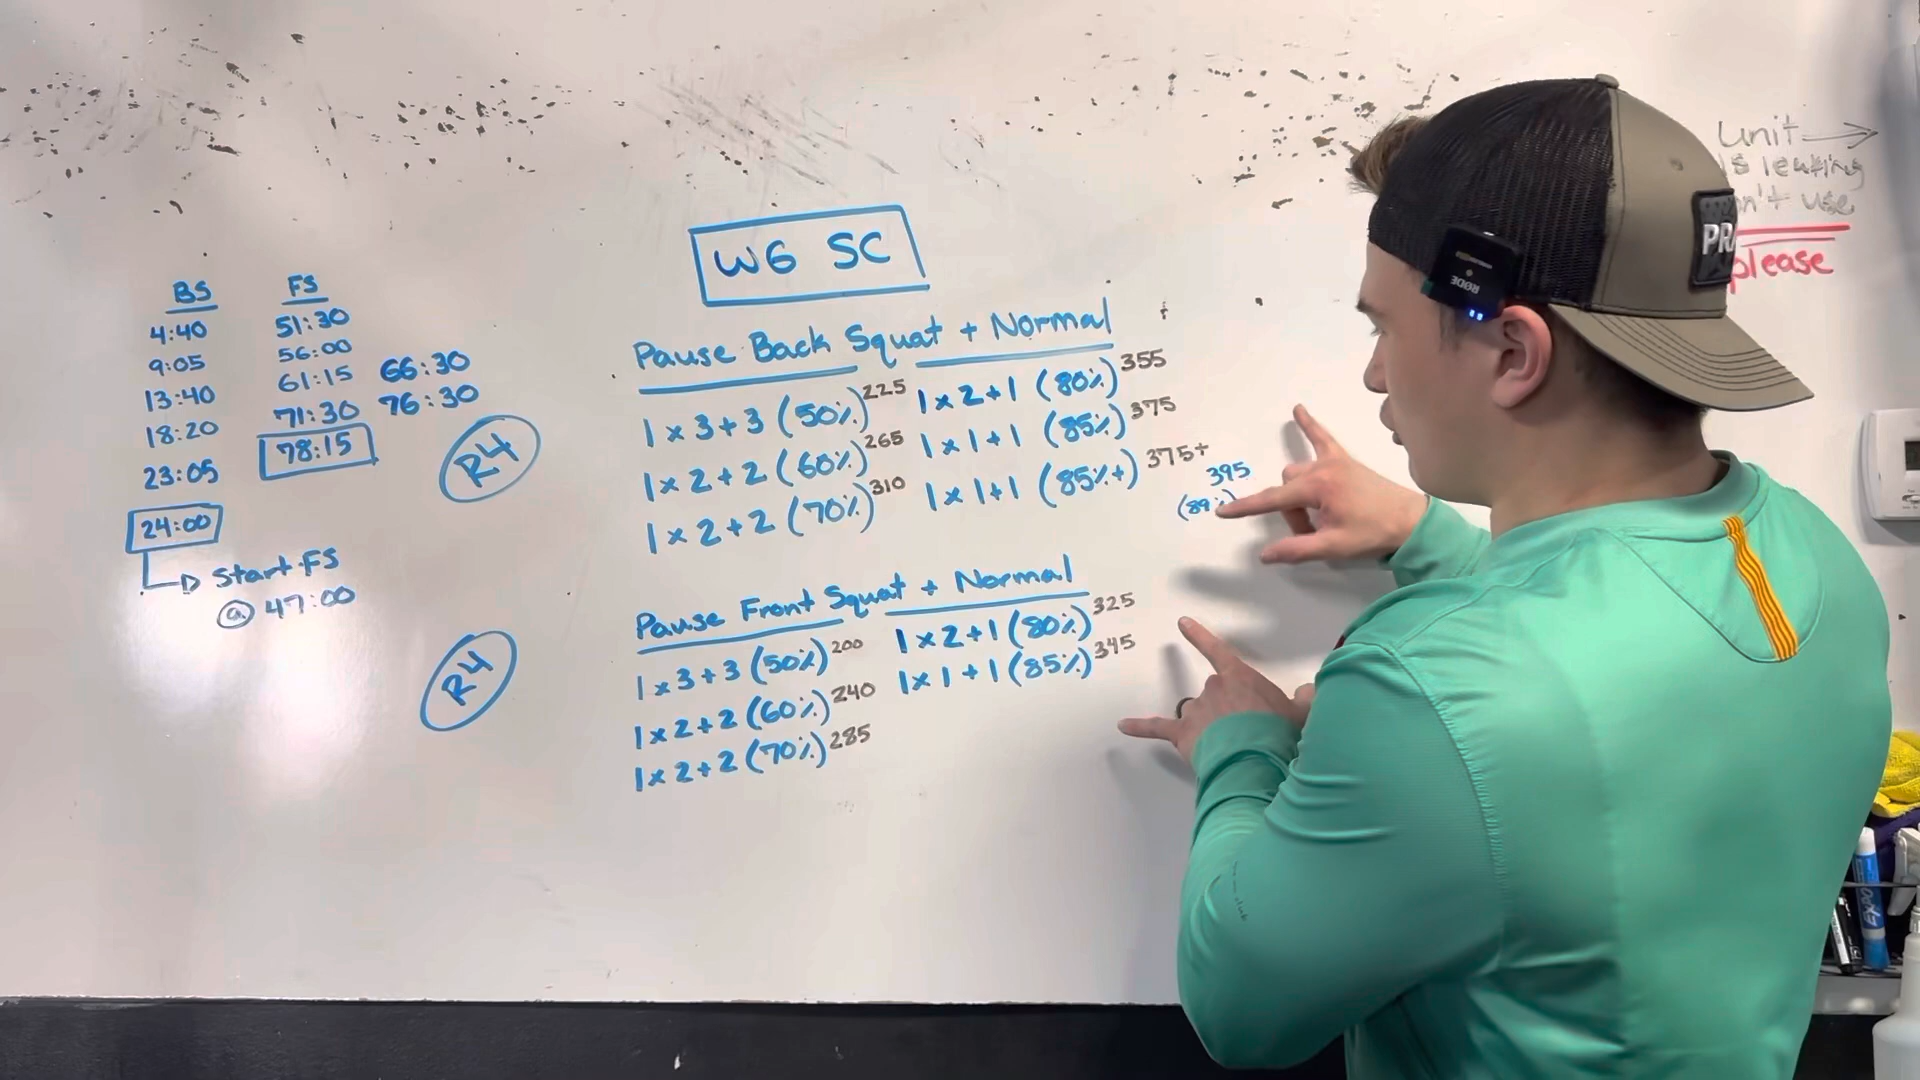 W6 SC
BS
4:40
9:05
13:40
18:20
23:05
24:00
Start FS
@ 47:00
FS
51:30
56:00
61:15
71:30
78:15
66:30
76:30
R4
R4
Pause Back Squat + Normal
1 x 3 + 3 (50%) 225
1 x 2 + 2 (60%) 265
1 x 2 + 2 (70%) 310
1 x 2 + 1 (80%) 355
1 x 1 + 1 (85%) 375
1 x 1 + 1 (85%+) 375+
395
(89%)
Pause Front Squat + Normal
1 x 3 + 3 (50%) 200
1 x 2 + 2 (60%) 240
1 x 2 + 2 (70%) 285
1 x 2 + 1 (80%) 325
1 x 1 + 1 (85%) 345
unit →
is leaking
use
please
RØDE
EXPO